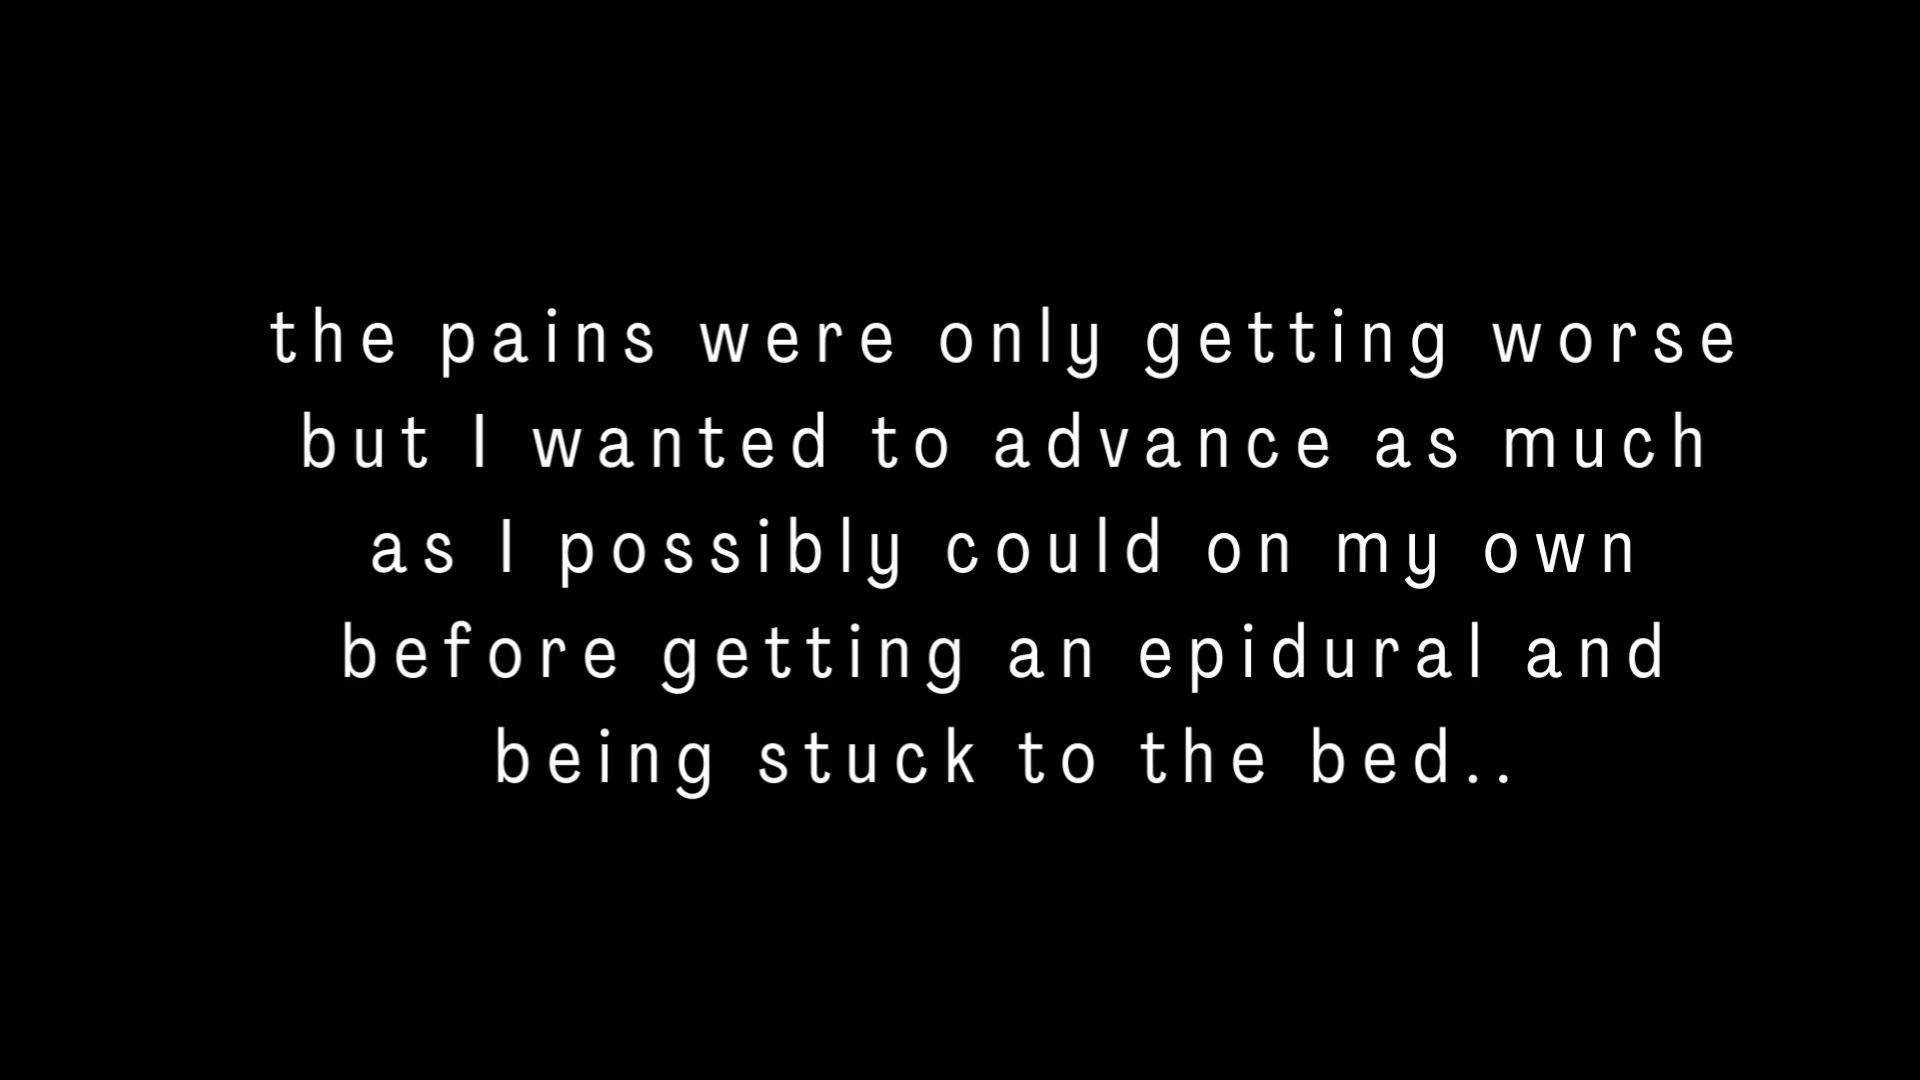 the pains were only getting worse
but I wanted to advance as much
as I possibly could on my own
before getting an epidural and
being stuck to the bed..